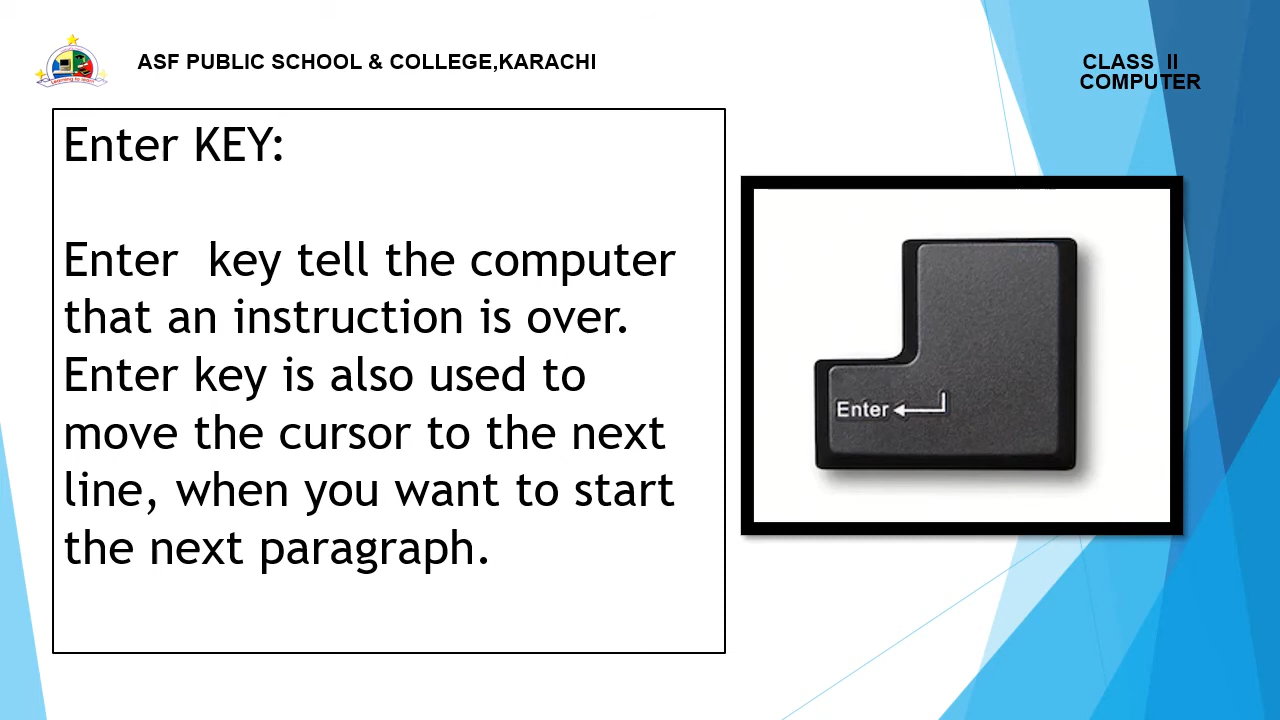 ASF PUBLIC SCHOOL & COLLEGE,KARACHI
CLASS II
COMPUTER
Enter KEY:
Enter key tell the computer
that an instruction is over.
Enter key is also used to
move the cursor to the next
line, when you want to start
the next paragraph.
Enter